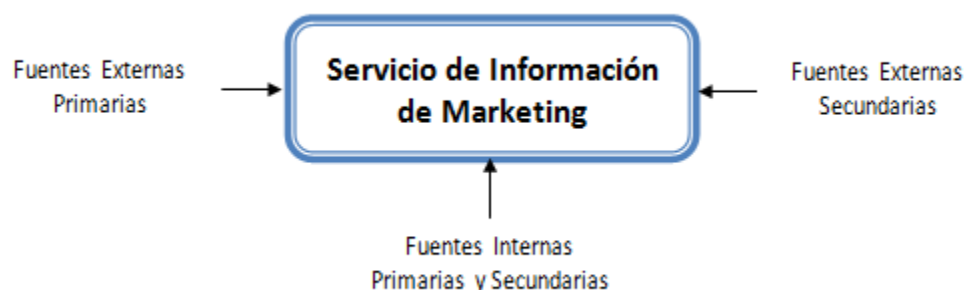 Servicio de Información
de Marketing
Fuentes Externas
Primarias
Fuentes Externas
Secundarias
Fuentes Internas
Primarias y Secundarias